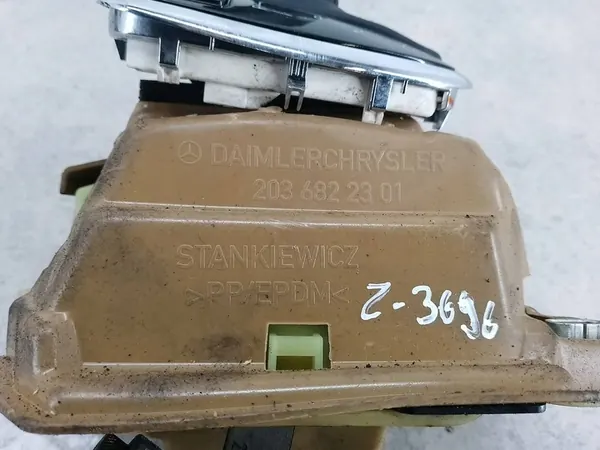 DAIMLERCHRYSLER
203 682 23 01
STANKIEWICZ
>PP/EPDM<
Z-3696